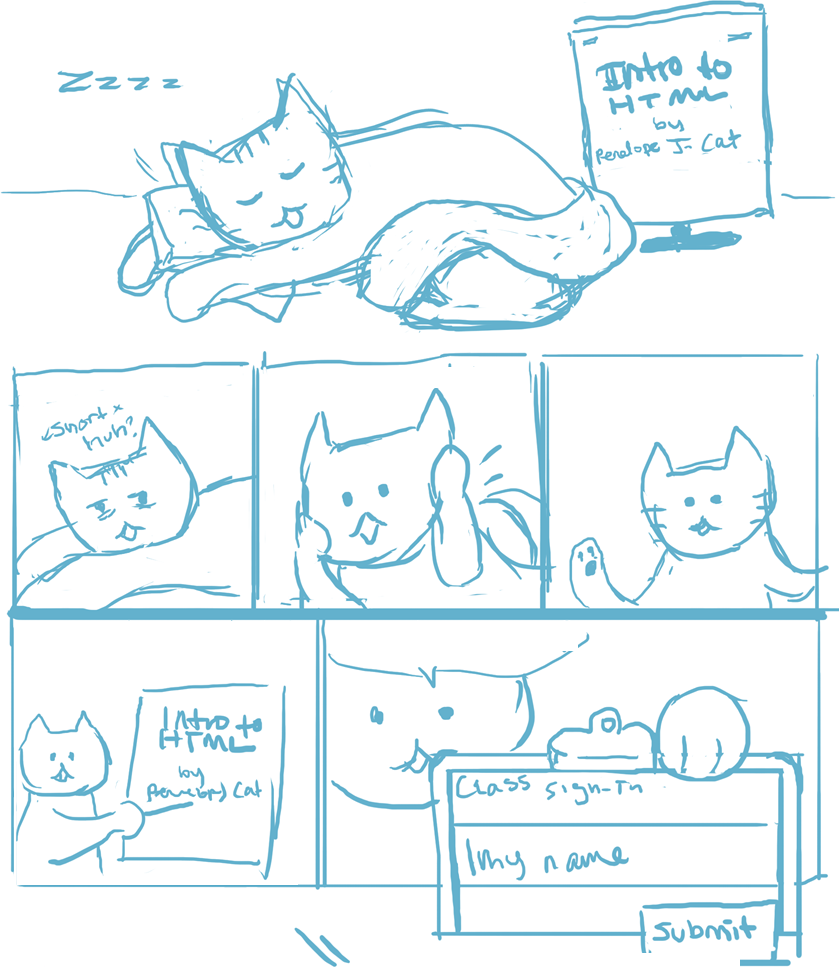 Zzzz
Intro to
HTML
by
Penelope J. Cat
*Snort*
huh?
Intro to
HTML
by
Cat
Class Sign-In
my name
Submit